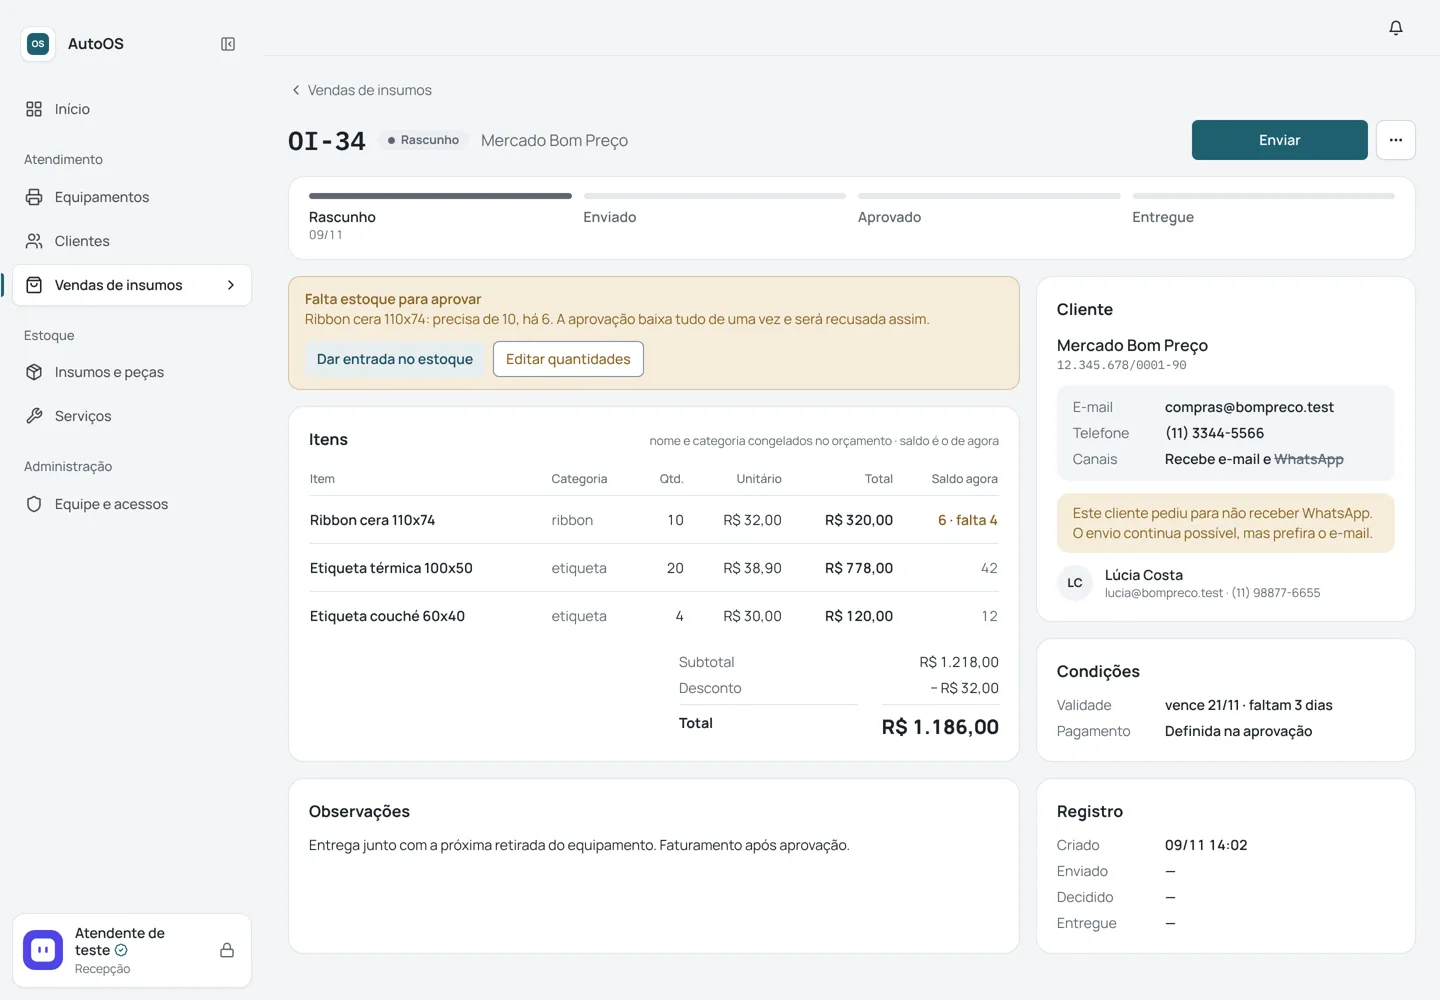 OS
AutoOS
Início
Atendimento
Equipamentos
Clientes
Vendas de insumos
Estoque
Insumos e peças
Serviços
Administração
Equipe e acessos
Atendente de
teste
Recepção
Vendas de insumos
OI-34
Rascunho
Mercado Bom Preço
Enviar
Rascunho
09/11
Enviado
Aprovado
Entregue
Falta estoque para aprovar
Ribbon cera 110x74: precisa de 10, há 6. A aprovação baixa tudo de uma vez e será recusada assim.
Dar entrada no estoque
Editar quantidades
Itens
nome e categoria congelados no orçamento · saldo é o de agora
Item Categoria Qtd. Unitário Total Saldo agora
Ribbon cera 110x74 ribbon 10 R$ 32,00 R$ 320,00 6 · falta 4
Etiqueta térmica 100x50 etiqueta 20 R$ 38,90 R$ 778,00 42
Etiqueta couché 60x40 etiqueta 4 R$ 30,00 R$ 120,00 12
Subtotal R$ 1.218,00
Desconto − R$ 32,00
Total R$ 1.186,00
Observações
Entrega junto com a próxima retirada do equipamento. Faturamento após aprovação.
Cliente
Mercado Bom Preço
12.345.678/0001-90
E-mail compras@bompreco.test
Telefone (11) 3344-5566
Canais Recebe e-mail e WhatsApp
Este cliente pediu para não receber WhatsApp.
O envio continua possível, mas prefira o e-mail.
LC
Lúcia Costa
lucia@bompreco.test · (11) 98877-6655
Condições
Validade vence 21/11 · faltam 3 dias
Pagamento Definida na aprovação
Registro
Criado 09/11 14:02
Enviado —
Decidido —
Entregue —